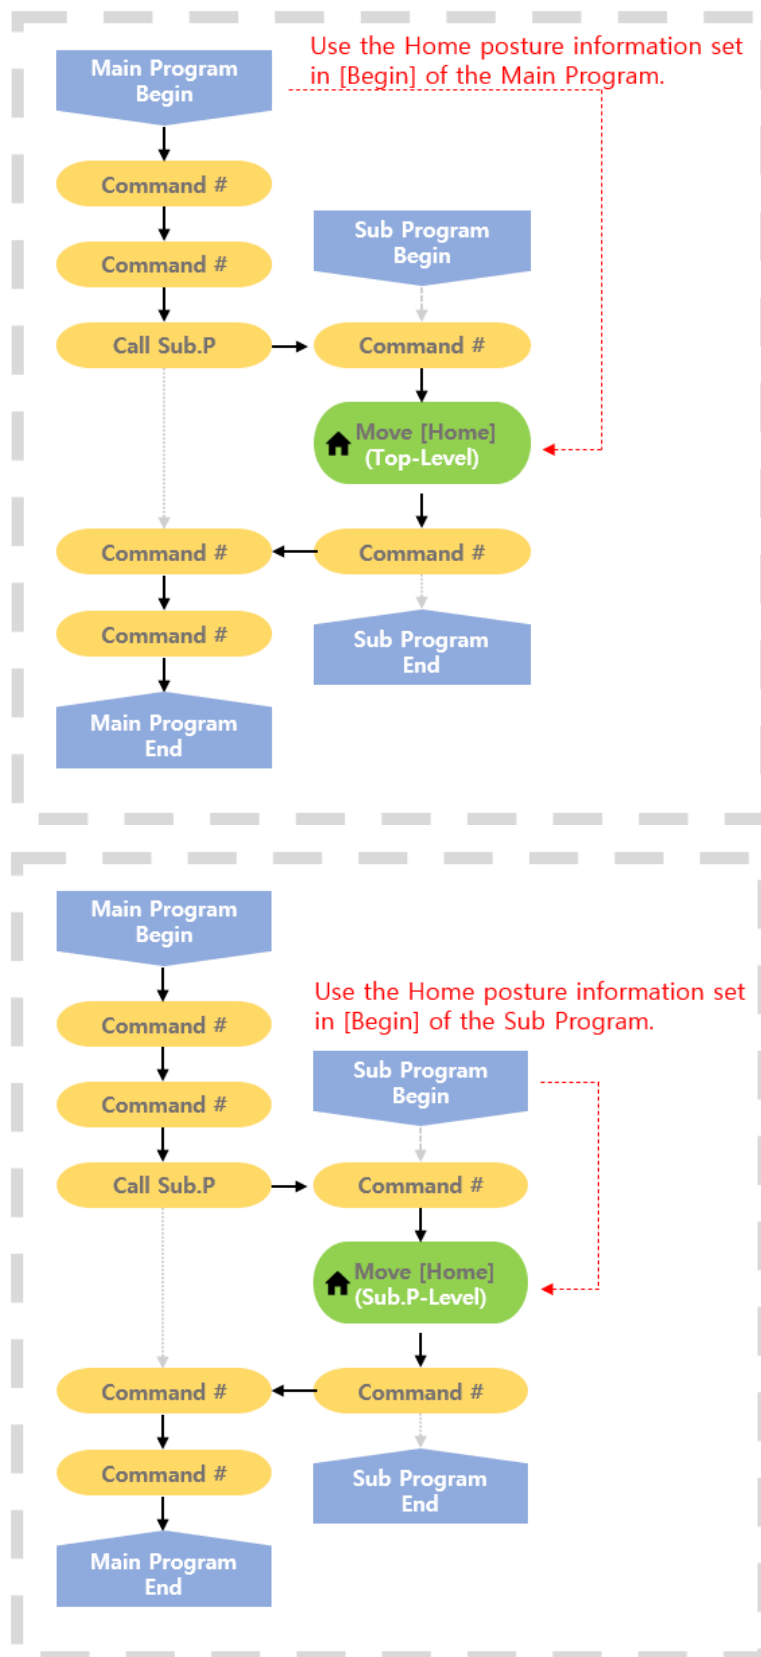 Use the Home posture information set
in [Begin] of the Main Program.
Main Program
Begin
Command #
Command #
Sub Program
Begin
Call Sub.P
Command #
Move [Home]
(Top-Level)
Command #
Command #
Command #
Sub Program
End
Main Program
End
Main Program
Begin
Use the Home posture information set
in [Begin] of the Sub Program.
Command #
Command #
Sub Program
Begin
Call Sub.P
Command #
Move [Home]
(Sub.P-Level)
Command #
Command #
Command #
Sub Program
End
Main Program
End